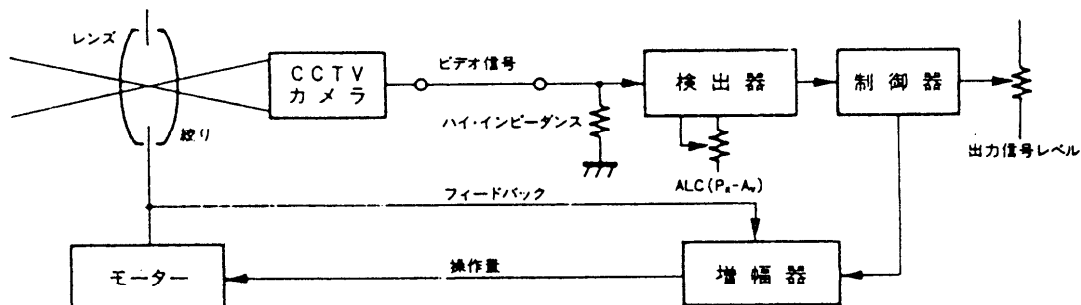 レンズ
絞り
CCTV
カメラ
ビデオ信号
ハイ・インピーダンス
検出器
ALC(PK-AV)
制御器
出力信号レベル
フィードバック
モーター
操作量
増幅器